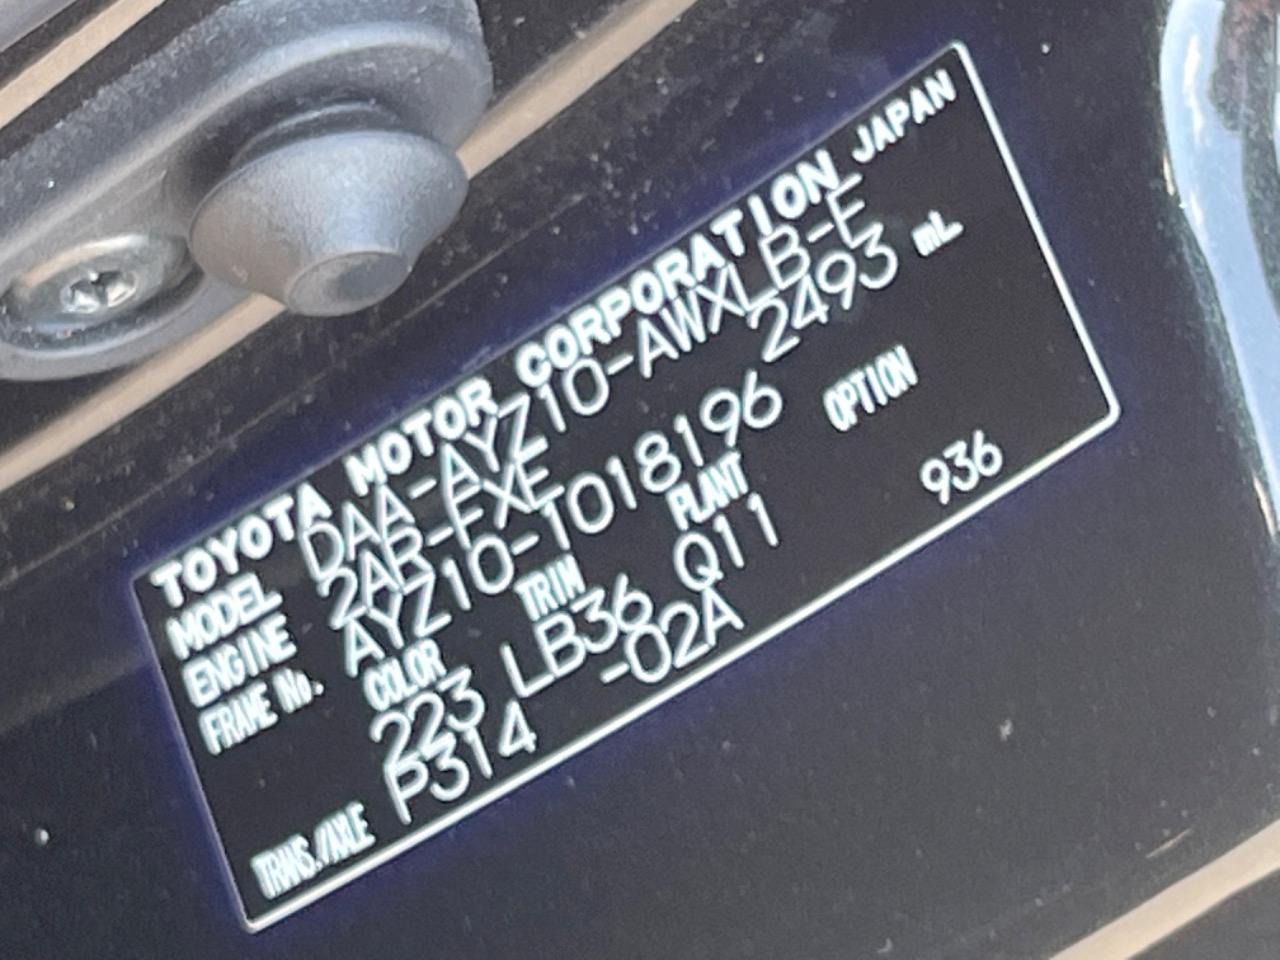 TOYOTA MOTOR CORPORATION JAPAN
MODEL DAA-AYZ10-AWXLB-E
ENGINE 2AR-FXE 2493 mL
FRAME No. AYZ10-1018196
COLOR TRIM PLANT OPTION
223 LB36 Q11 936
TRANS./AXLE P314 -02A